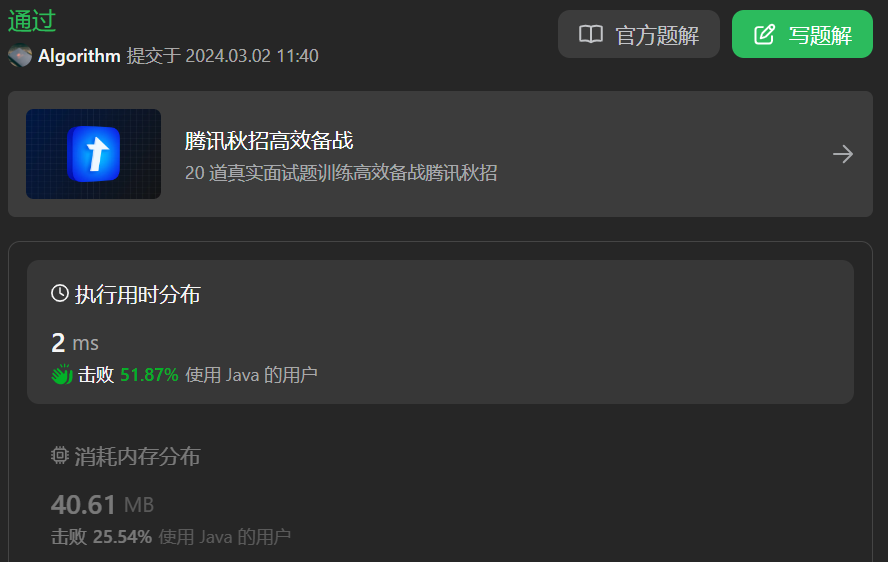 通过
Algorithm 提交于 2024.03.02 11:40
官方题解
写题解
腾讯秋招高效备战
20 道真实面试题训练高效备战腾讯秋招
执行用时分布
2 ms
击败 51.87% 使用 Java 的用户
消耗内存分布
40.61 MB
击败 25.54% 使用 Java 的用户